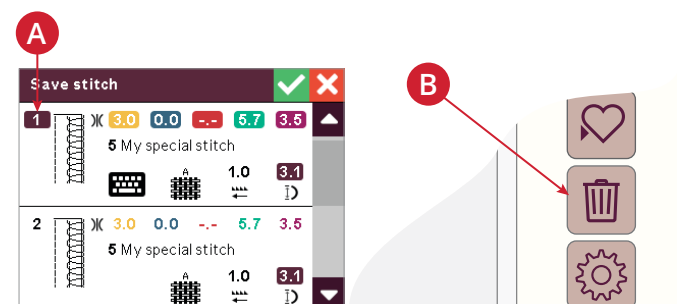 A
B
Save stitch
1 3.0 0.0 -.- 5.7 3.5
5 My special stitch
A 1.0 3.1
2 3.0 0.0 -.- 5.7 3.5
5 My special stitch
A 1.0 3.1